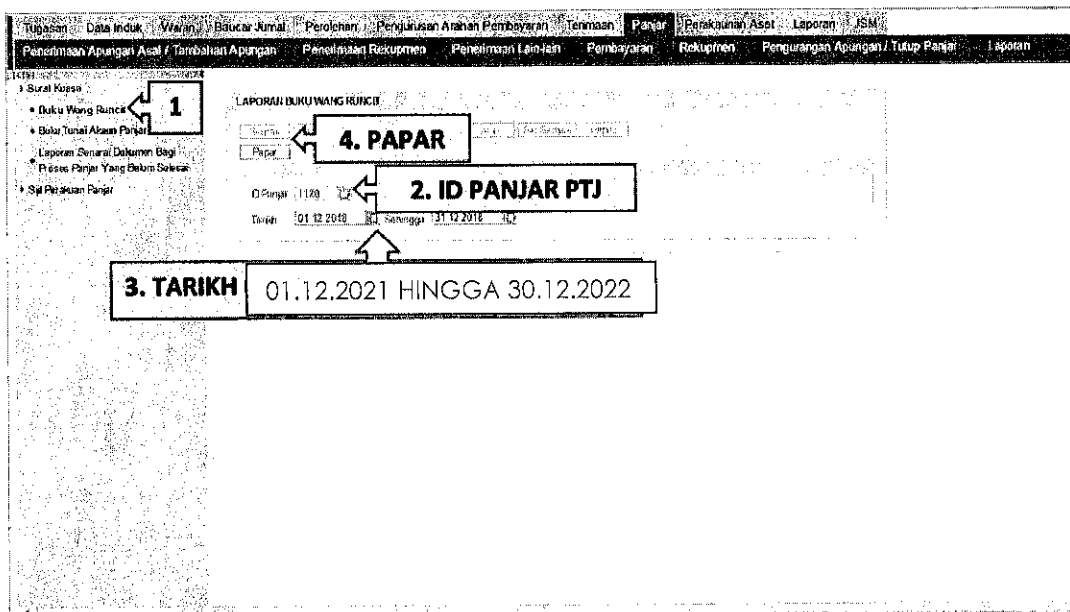 Tugasan Data Induk Waran Baucar Jurnal Perolehan Pengurusan Arahan Pembayaran Terimaan Panjar Perakaunan Aset Laporan JSM
Penerimaan Apungan Asal / Tambahan Apungan Penerimaan Rekupmen Penerimaan Lain-lain Pembayaran Rekupmen Pengurangan Apungan / Tutup Panjar Laporan
Surat Kuasa
Buku Wang Runcit
1
Buku Tunai Akaun Panjar
Laporan Senarai Dokumen Bagi
Proses Panjar Yang Belum Selesai
Sijil Perakuan Panjar
LAPORAN BUKU WANG RUNCIT
Papar
4. PAPAR
ID Panjar 1128
2. ID PANJAR PTJ
Tarikh 01.12.2018 Sehingga 31.12.2018
3. TARIKH 01.12.2021 HINGGA 30.12.2022